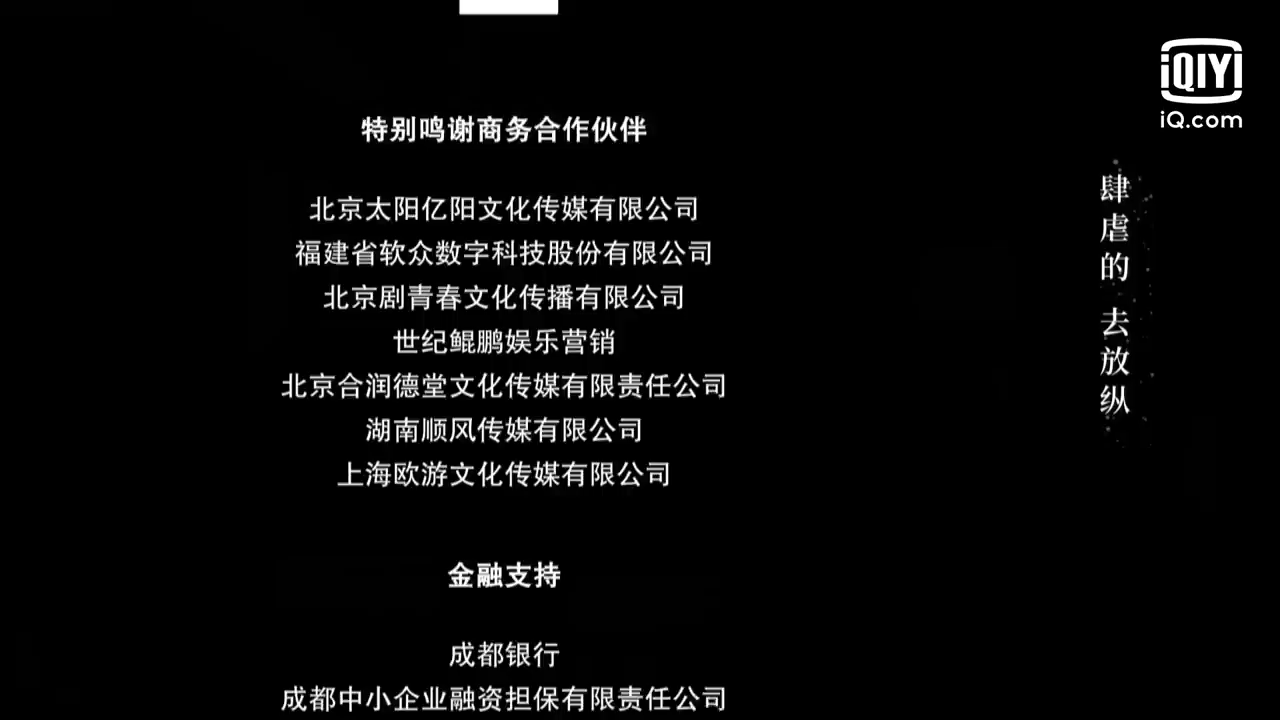 iQIYI
iQ.com
特别鸣谢商务合作伙伴
北京太阳亿阳文化传媒有限公司
福建省软众数字科技股份有限公司
北京剧青春文化传播有限公司
世纪鲲鹏娱乐营销
北京合润德堂文化传媒有限责任公司
湖南顺风传媒有限公司
上海欧游文化传媒有限公司
金融支持
成都银行
成都中小企业融资担保有限责任公司
肆虐的 去放纵